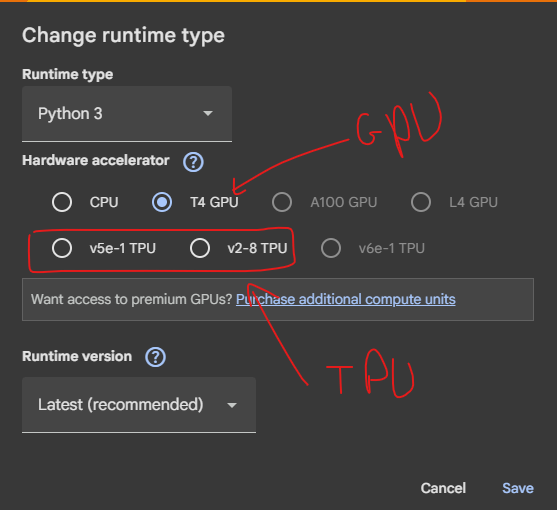 Change runtime type
Runtime type
Python 3
GPU
Hardware accelerator ?
CPU T4 GPU A100 GPU L4 GPU
v5e-1 TPU v2-8 TPU v6e-1 TPU
Want access to premium GPUs? Purchase additional compute units
Runtime version ?
TPU
Latest (recommended)
Cancel Save